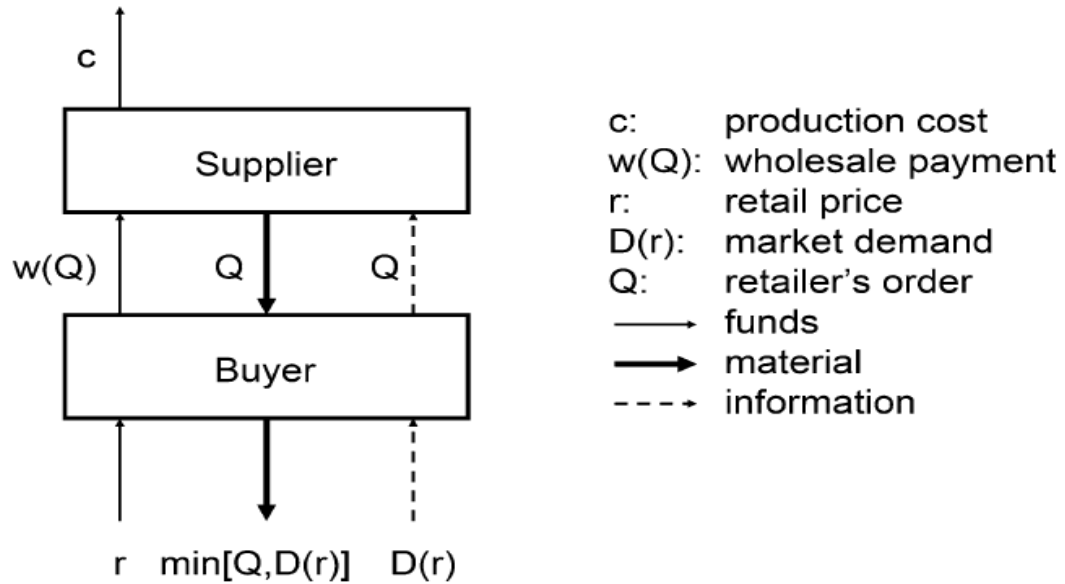 c
Supplier
w(Q) Q Q
Buyer
r min[Q,D(r)] D(r)
c: production cost
w(Q): wholesale payment
r: retail price
D(r): market demand
Q: retailer's order
funds
material
information